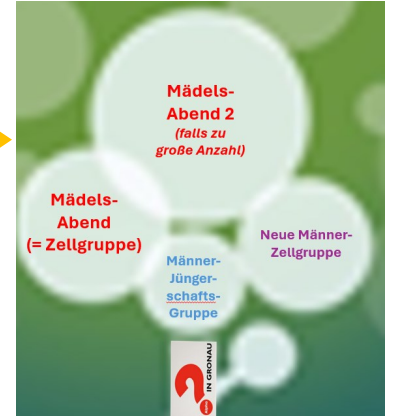 Mädels-
Abend 2
(falls zu
große Anzahl)
Mädels-
Abend
(= Zellgruppe)
Neue Männer-
Zellgruppe
Männer-
Jünger-
schafts-
Gruppe
IN GRONAU